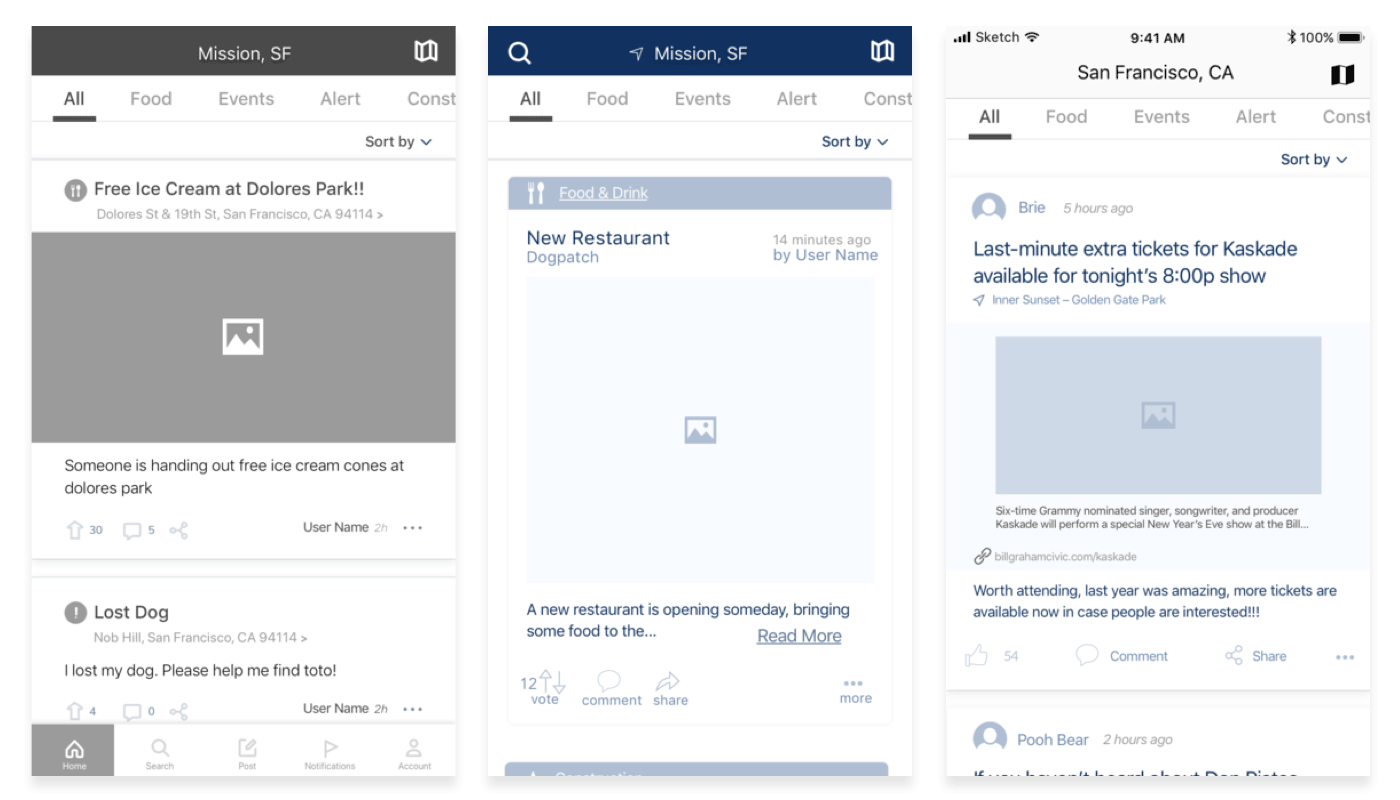 Mission, SF
All Food Events Alert Const
Sort by
Free Ice Cream at Dolores Park!!
Dolores St & 19th St, San Francisco, CA 94114 >
Someone is handing out free ice cream cones at
dolores park
30 5 User Name 2h
Lost Dog
Nob Hill, San Francisco, CA 94114 >
I lost my dog. Please help me find toto!
4 0 User Name 2h
Home Search Post Notifications Account
Mission, SF
All Food Events Alert Const
Sort by
Food & Drink
New Restaurant 14 minutes ago
Dogpatch by User Name
A new restaurant is opening someday, bringing
some food to the... Read More
12
vote comment share more
Construction
Sketch 9:41 AM 100%
San Francisco, CA
All Food Events Alert Const
Sort by
Brie 5 hours ago
Last-minute extra tickets for Kaskade
available for tonight's 8:00p show
Inner Sunset – Golden Gate Park
Six-time Grammy nominated singer, songwriter, and producer
Kaskade will perform a special New Year's Eve show at the Bill...
billgrahamcivic.com/kaskade
Worth attending, last year was amazing, more tickets are
available now in case people are interested!!!
54 Comment Share
Pooh Bear 2 hours ago
If you haven't heard about Don Pistos